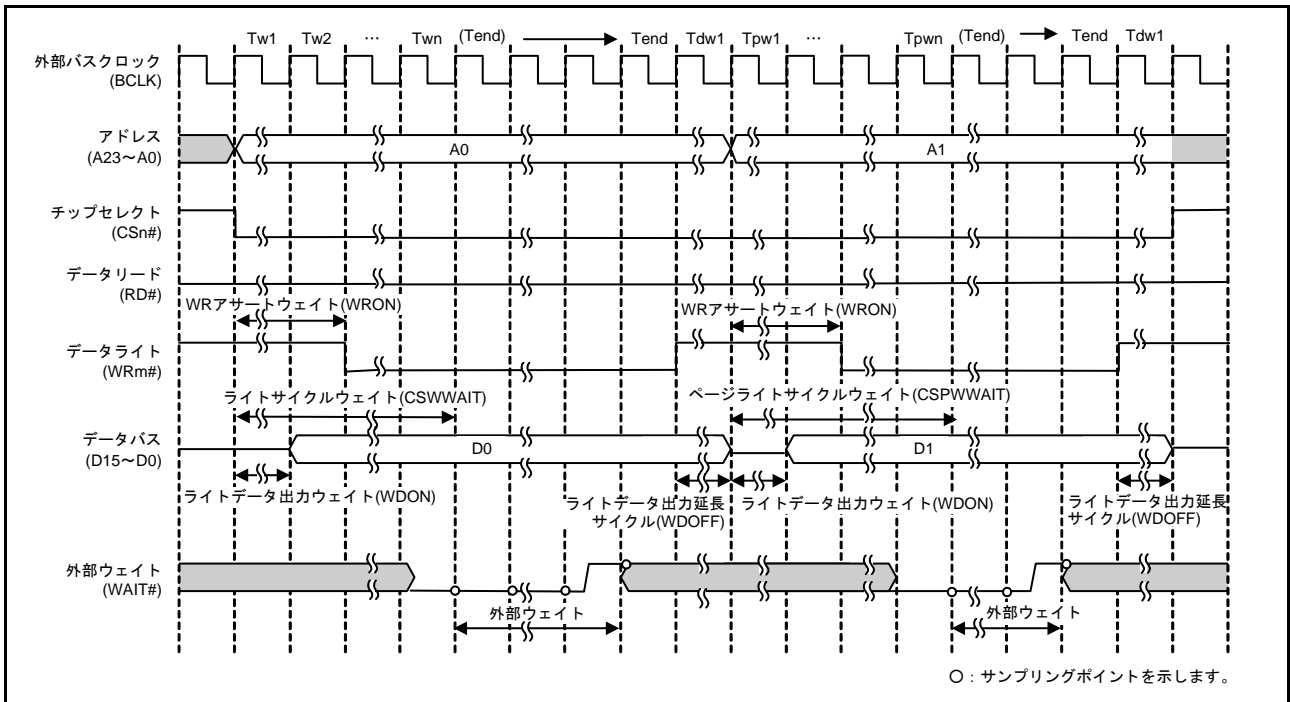 Tw1 Tw2 … Twn (Tend) Tend Tdw1 Tpw1 … Tpwn (Tend) Tend Tdw1
外部バスクロック
(BCLK)
アドレス
(A23～A0)
A0 A1
チップセレクト
(CSn#)
データリード
(RD#)
WRアサートウェイト(WRON) WRアサートウェイト(WRON)
データライト
(WRm#)
ライトサイクルウェイト(CSWWAIT) ページライトサイクルウェイト(CSPWWAIT)
データバス
(D15～D0)
D0 D1
ライトデータ出力ウェイト(WDON) ライトデータ出力延長 ライトデータ出力ウェイト(WDON) ライトデータ出力延長
サイクル(WDOFF) サイクル(WDOFF)
外部ウェイト
(WAIT#)
外部ウェイト 外部ウェイト
○：サンプリングポイントを示します。